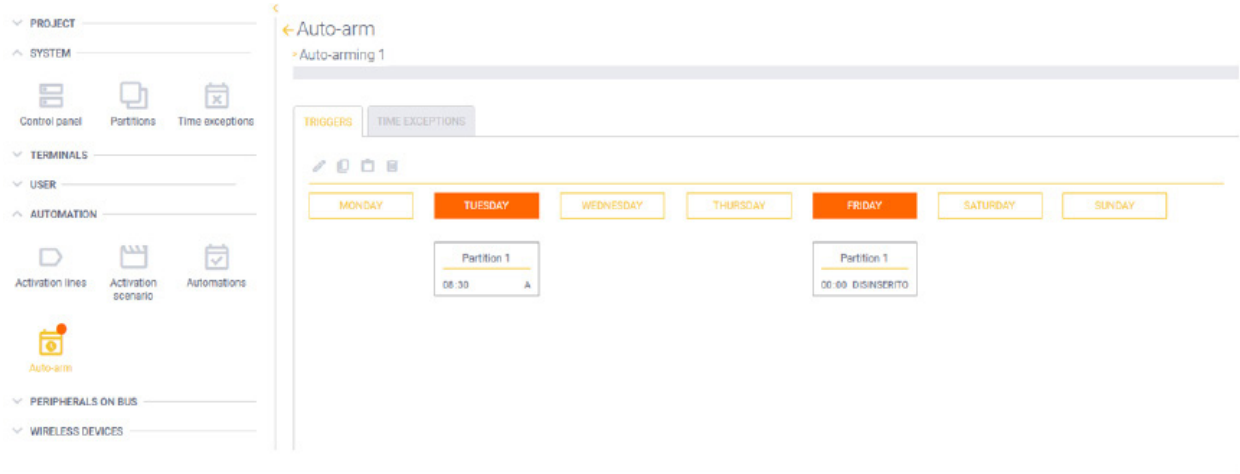 PROJECT
SYSTEM
Control panel
Partitions
Time exceptions
TERMINALS
USER
AUTOMATION
Activation lines
Activation
scenario
Automations
Auto-arm
PERIPHERALS ON BUS
WIRELESS DEVICES
Auto-arm
Auto-arming 1
TRIGGERS
TIME EXCEPTIONS
MONDAY
TUESDAY
WEDNESDAY
THURSDAY
FRIDAY
SATURDAY
SUNDAY
Partition 1
08:30 A
Partition 1
00:00 DISINSERITO